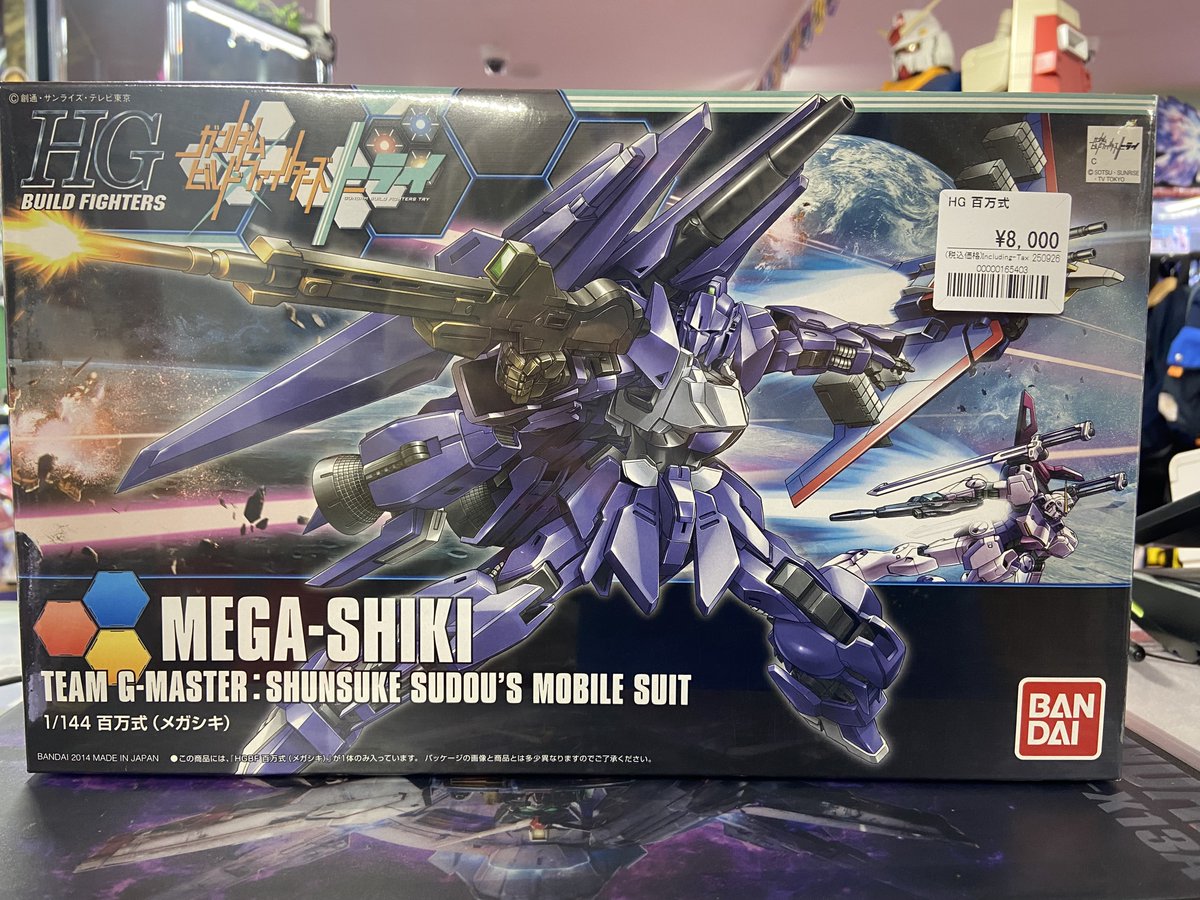 ©創通・サンライズ・テレビ東京
HG
BUILD FIGHTERS
ガンダム
ビルドファイターズ
トライ
GUNDAM BUILD FIGHTERS TRY
C
© SOTSU・SUNRISE
・TV TOKYO
HG 百万式
¥8,000
(税込価格)Including-Tax 250926
00000165403
MEGA-SHIKI
TEAM G-MASTER：SHUNSUKE SUDOU'S MOBILE SUIT
1/144 百万式（メガシキ）
BANDAI 2014 MADE IN JAPAN
●この商品には、「HGBF 百万式（メガシキ）」が1体のみ入っています。 パッケージの画像と商品とは多少異なりますのでご了承ください。
BAN
DAI